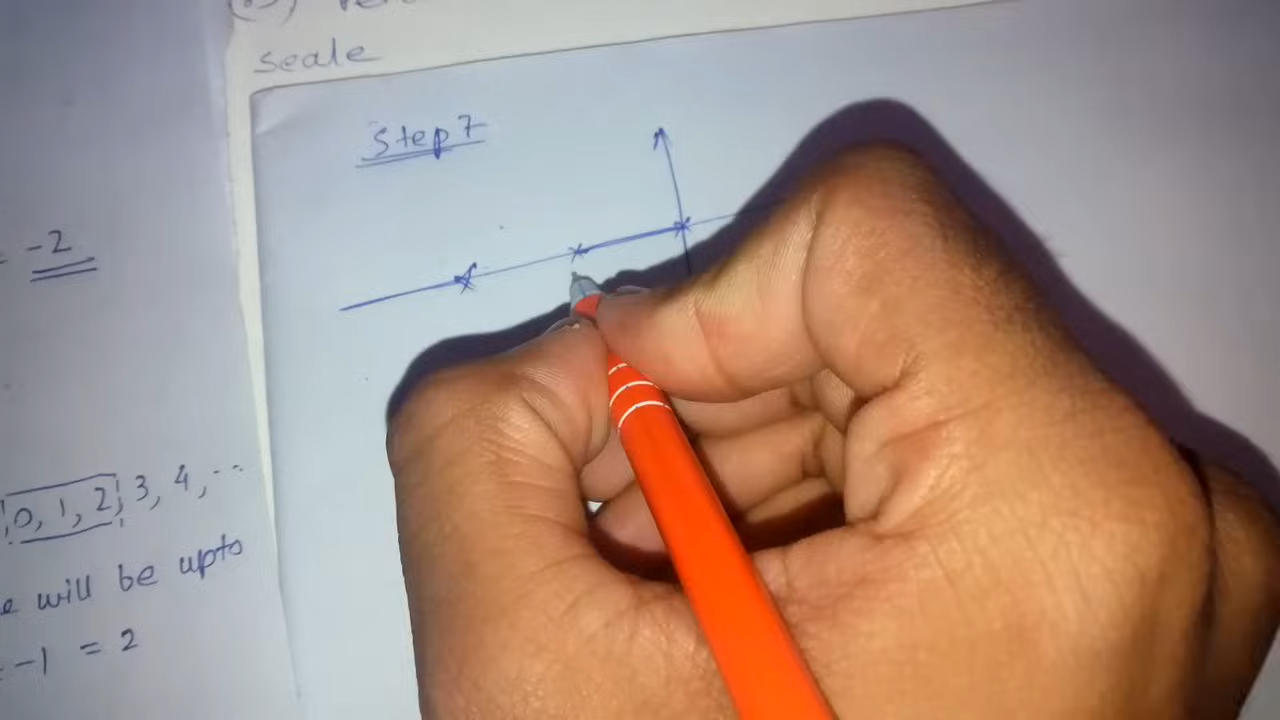 seale
Step 7
= -2
0, 1, 2, 3, 4, ...
will be upto
-1 = 2